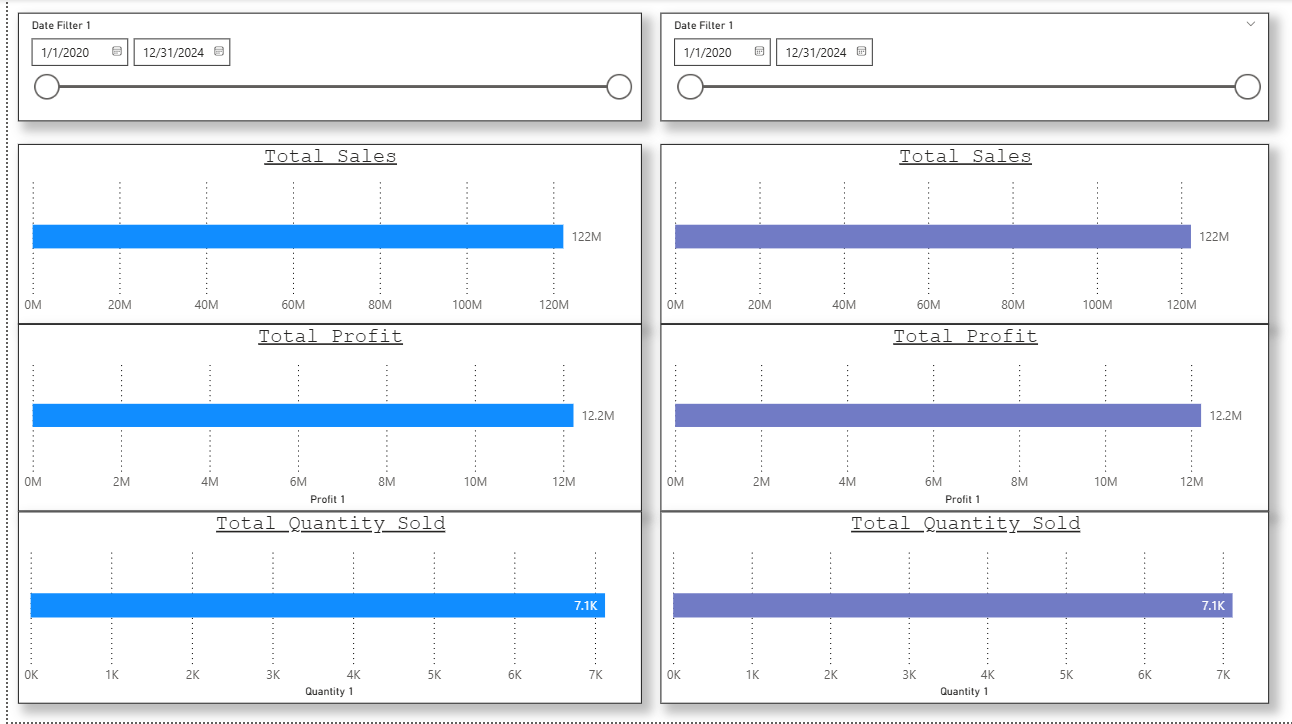 Date Filter 1
1/1/2020 12/31/2024
Total Sales
122M
0M 20M 40M 60M 80M 100M 120M
Total Profit
12.2M
0M 2M 4M 6M 8M 10M 12M
Profit 1
Total Quantity Sold
7.1K
0K 1K 2K 3K 4K 5K 6K 7K
Quantity 1
Date Filter 1
1/1/2020 12/31/2024
Total Sales
122M
0M 20M 40M 60M 80M 100M 120M
Total Profit
12.2M
0M 2M 4M 6M 8M 10M 12M
Profit 1
Total Quantity Sold
7.1K
0K 1K 2K 3K 4K 5K 6K 7K
Quantity 1